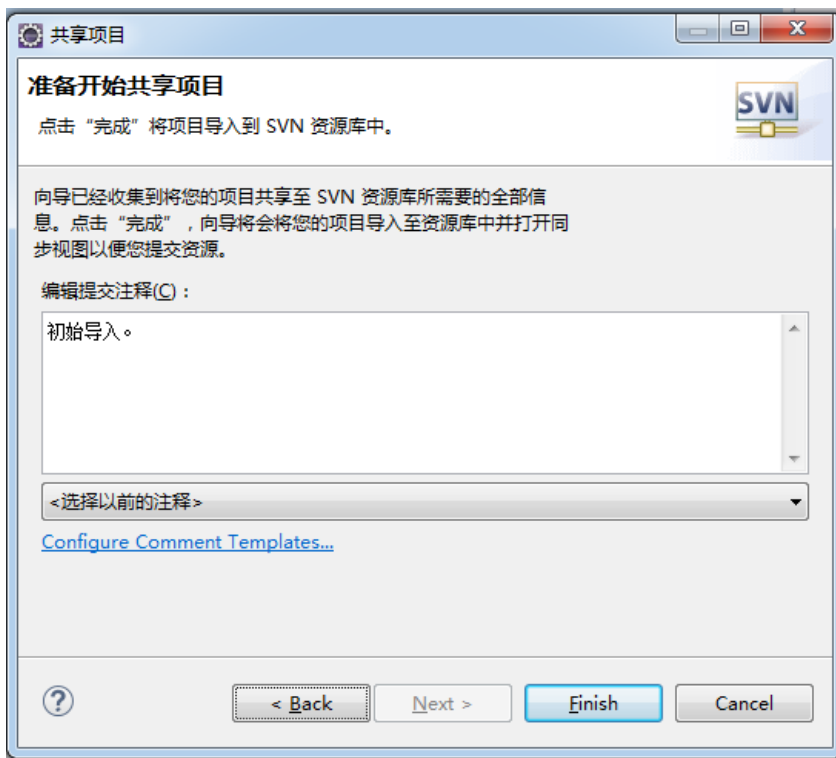 共享项目
准备开始共享项目
点击“完成”将项目导入到 SVN 资源库中。
SVN
向导已经收集到将您的项目共享至 SVN 资源库所需要的全部信
息。点击“完成”，向导将会将您的项目导入至资源库中并打开同
步视图以便您提交资源。
编辑提交注释(C)：
初始导入。
<选择以前的注释>
Configure Comment Templates...
< Back Next > Finish Cancel